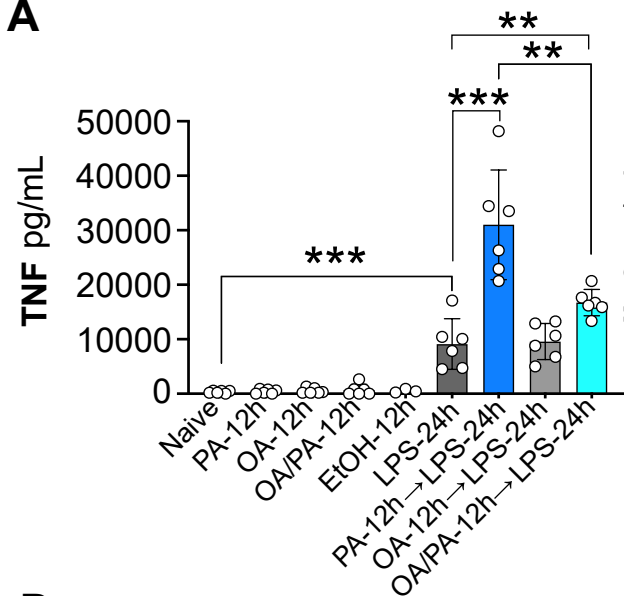 A
**
**
***
***
TNF pg/mL
50000
40000
30000
20000
10000
0
Naive
PA-12h
OA-12h
OA/PA-12h
EtOH-12h
LPS-24h
PA-12h→LPS-24h
OA-12h→LPS-24h
OA/PA-12h→LPS-24h